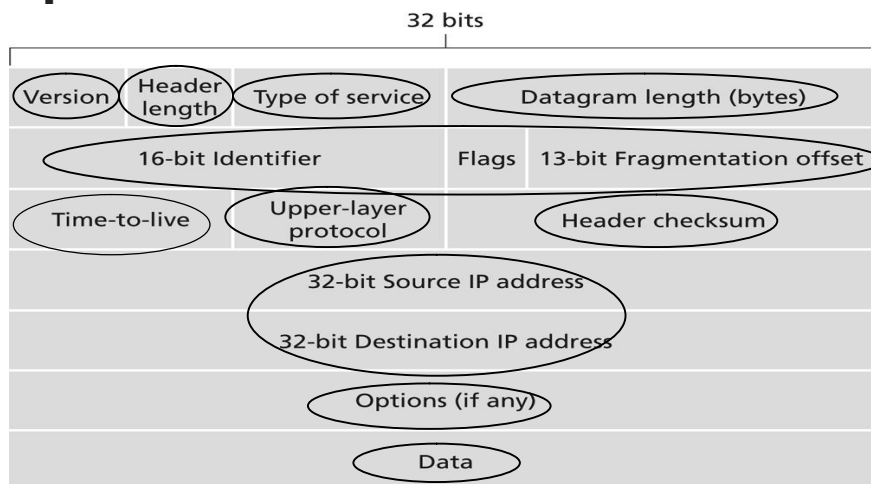 32 bits
Version
Header
length
Type of service
Datagram length (bytes)
16-bit Identifier
Flags
13-bit Fragmentation offset
Time-to-live
Upper-layer
protocol
Header checksum
32-bit Source IP address
32-bit Destination IP address
Options (if any)
Data